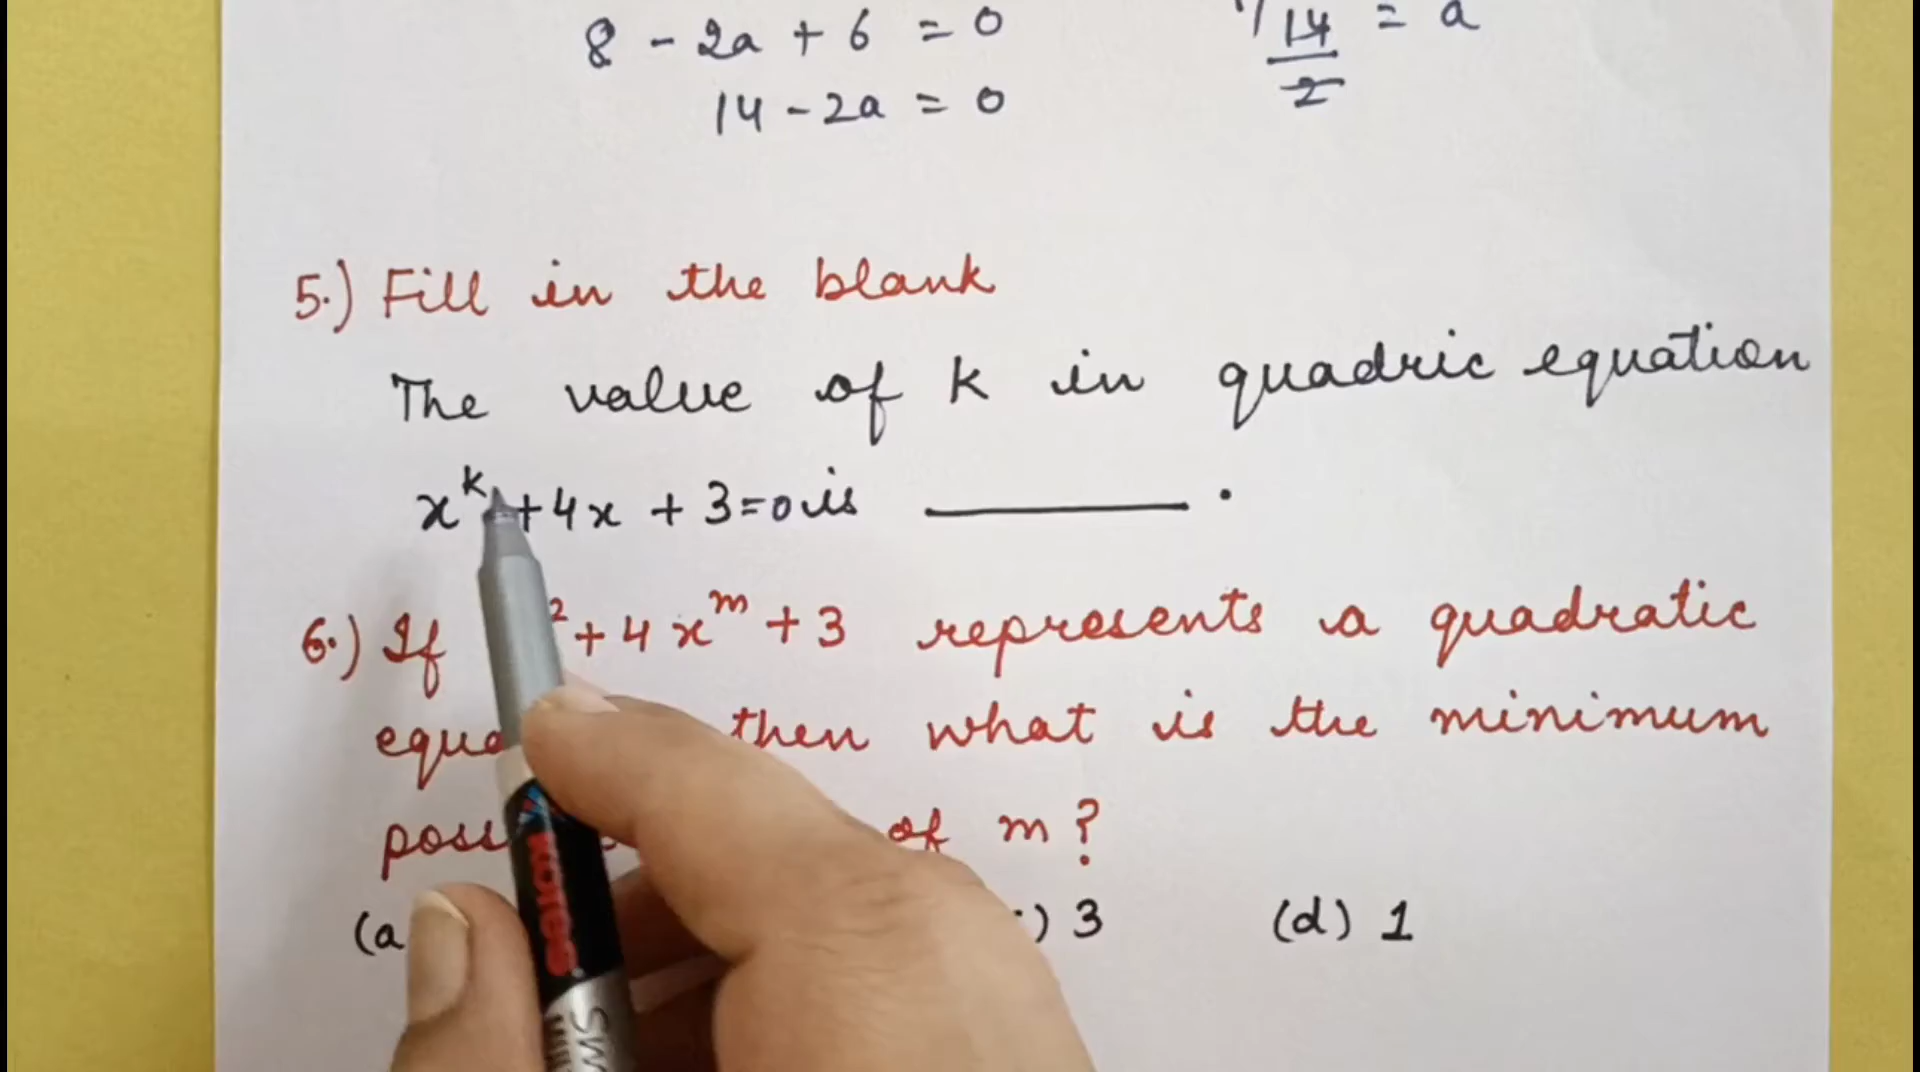 8 - 2a + 6 = 0
14 - 2a = 0
14/2 = a
5.) Fill in the blank
The value of k in quadric equation
x^k + 4x + 3 = 0 is ________ .
6.) If ² + 4x^m + 3 represents a quadratic
then what is the minimum
of m ?
(a ) 3 (d) 1
Kores